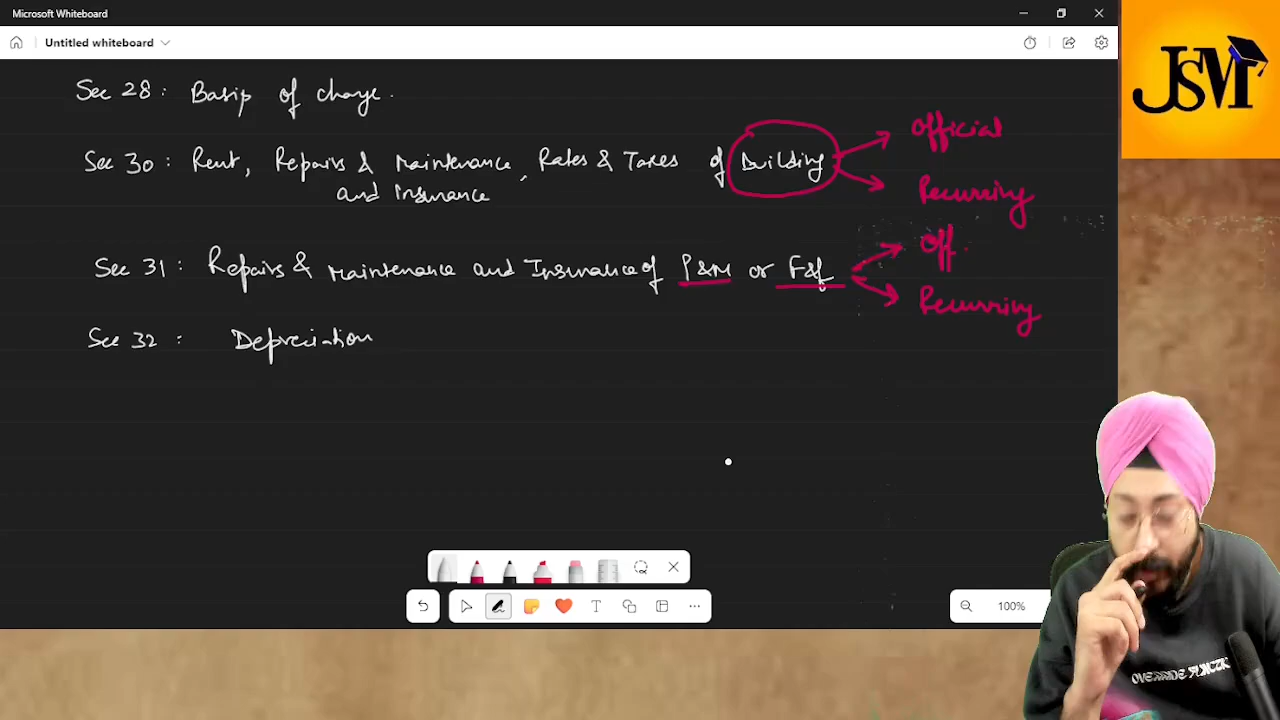 Microsoft Whiteboard
Untitled whiteboard
JSM
Sec 28 : Basis of charge.
Sec 30 : Rent, Repairs & Maintenance, Rates & Taxes of Building
and Insurance
Official
Recurring
Sec 31 : Repairs & Maintenance and Insurance of P&M or F&f
Off.
Recurring
Sec 32 : Depreciation
100%